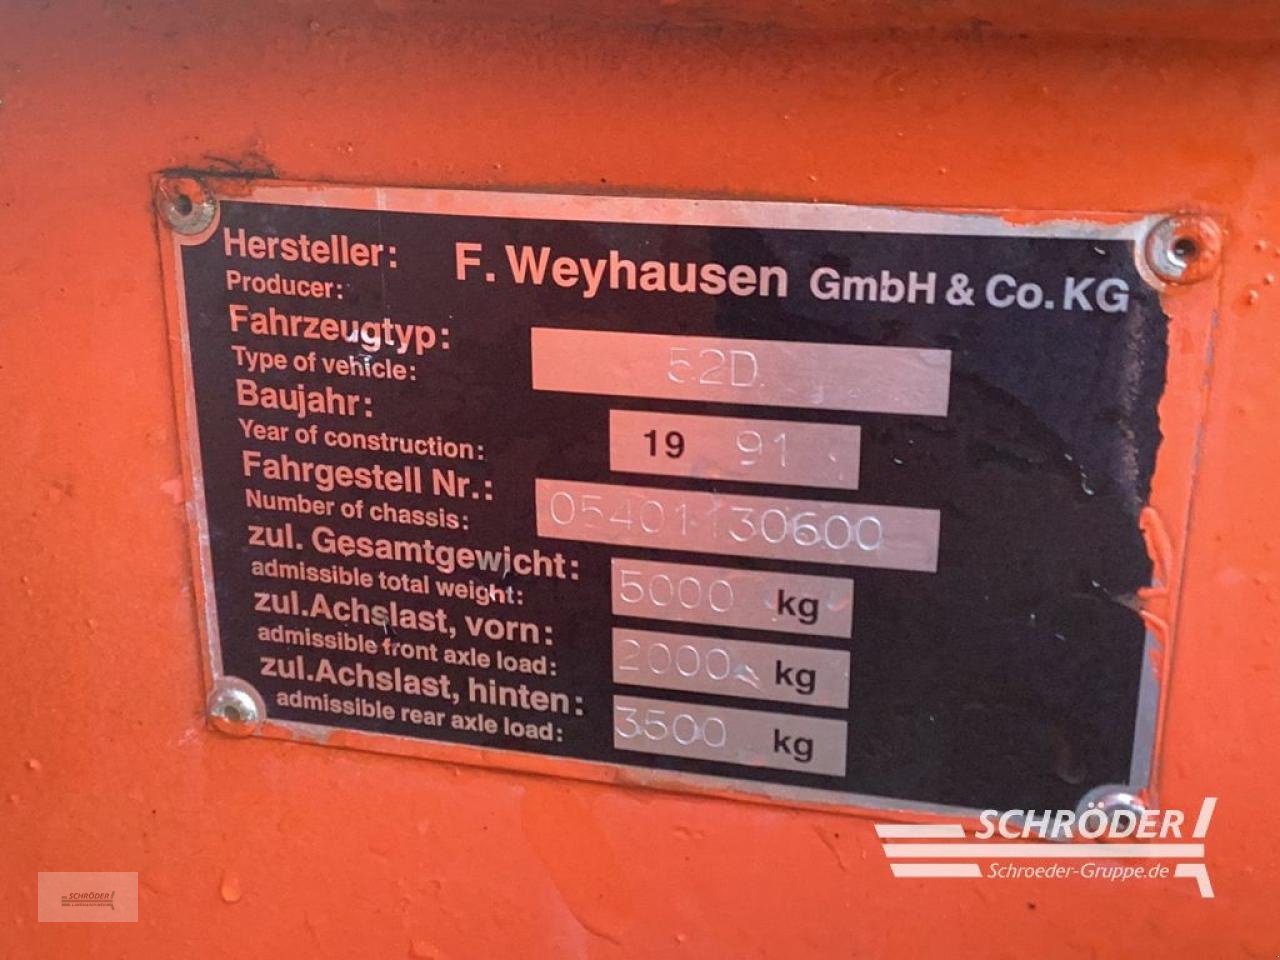 Hersteller: F. Weyhausen GmbH & Co. KG
Producer:
Fahrzeugtyp: 52D
Type of vehicle:
Baujahr: 19 91
Year of construction:
Fahrgestell Nr.: 05401130600
Number of chassis:
zul. Gesamtgewicht: 5000 kg
admissible total weight:
zul.Achslast, vorn: 2000 kg
admissible front axle load:
zul.Achslast, hinten: 3500 kg
admissible rear axle load:
SCHRÖDER
Schroeder-Gruppe.de
SCHRÖDER